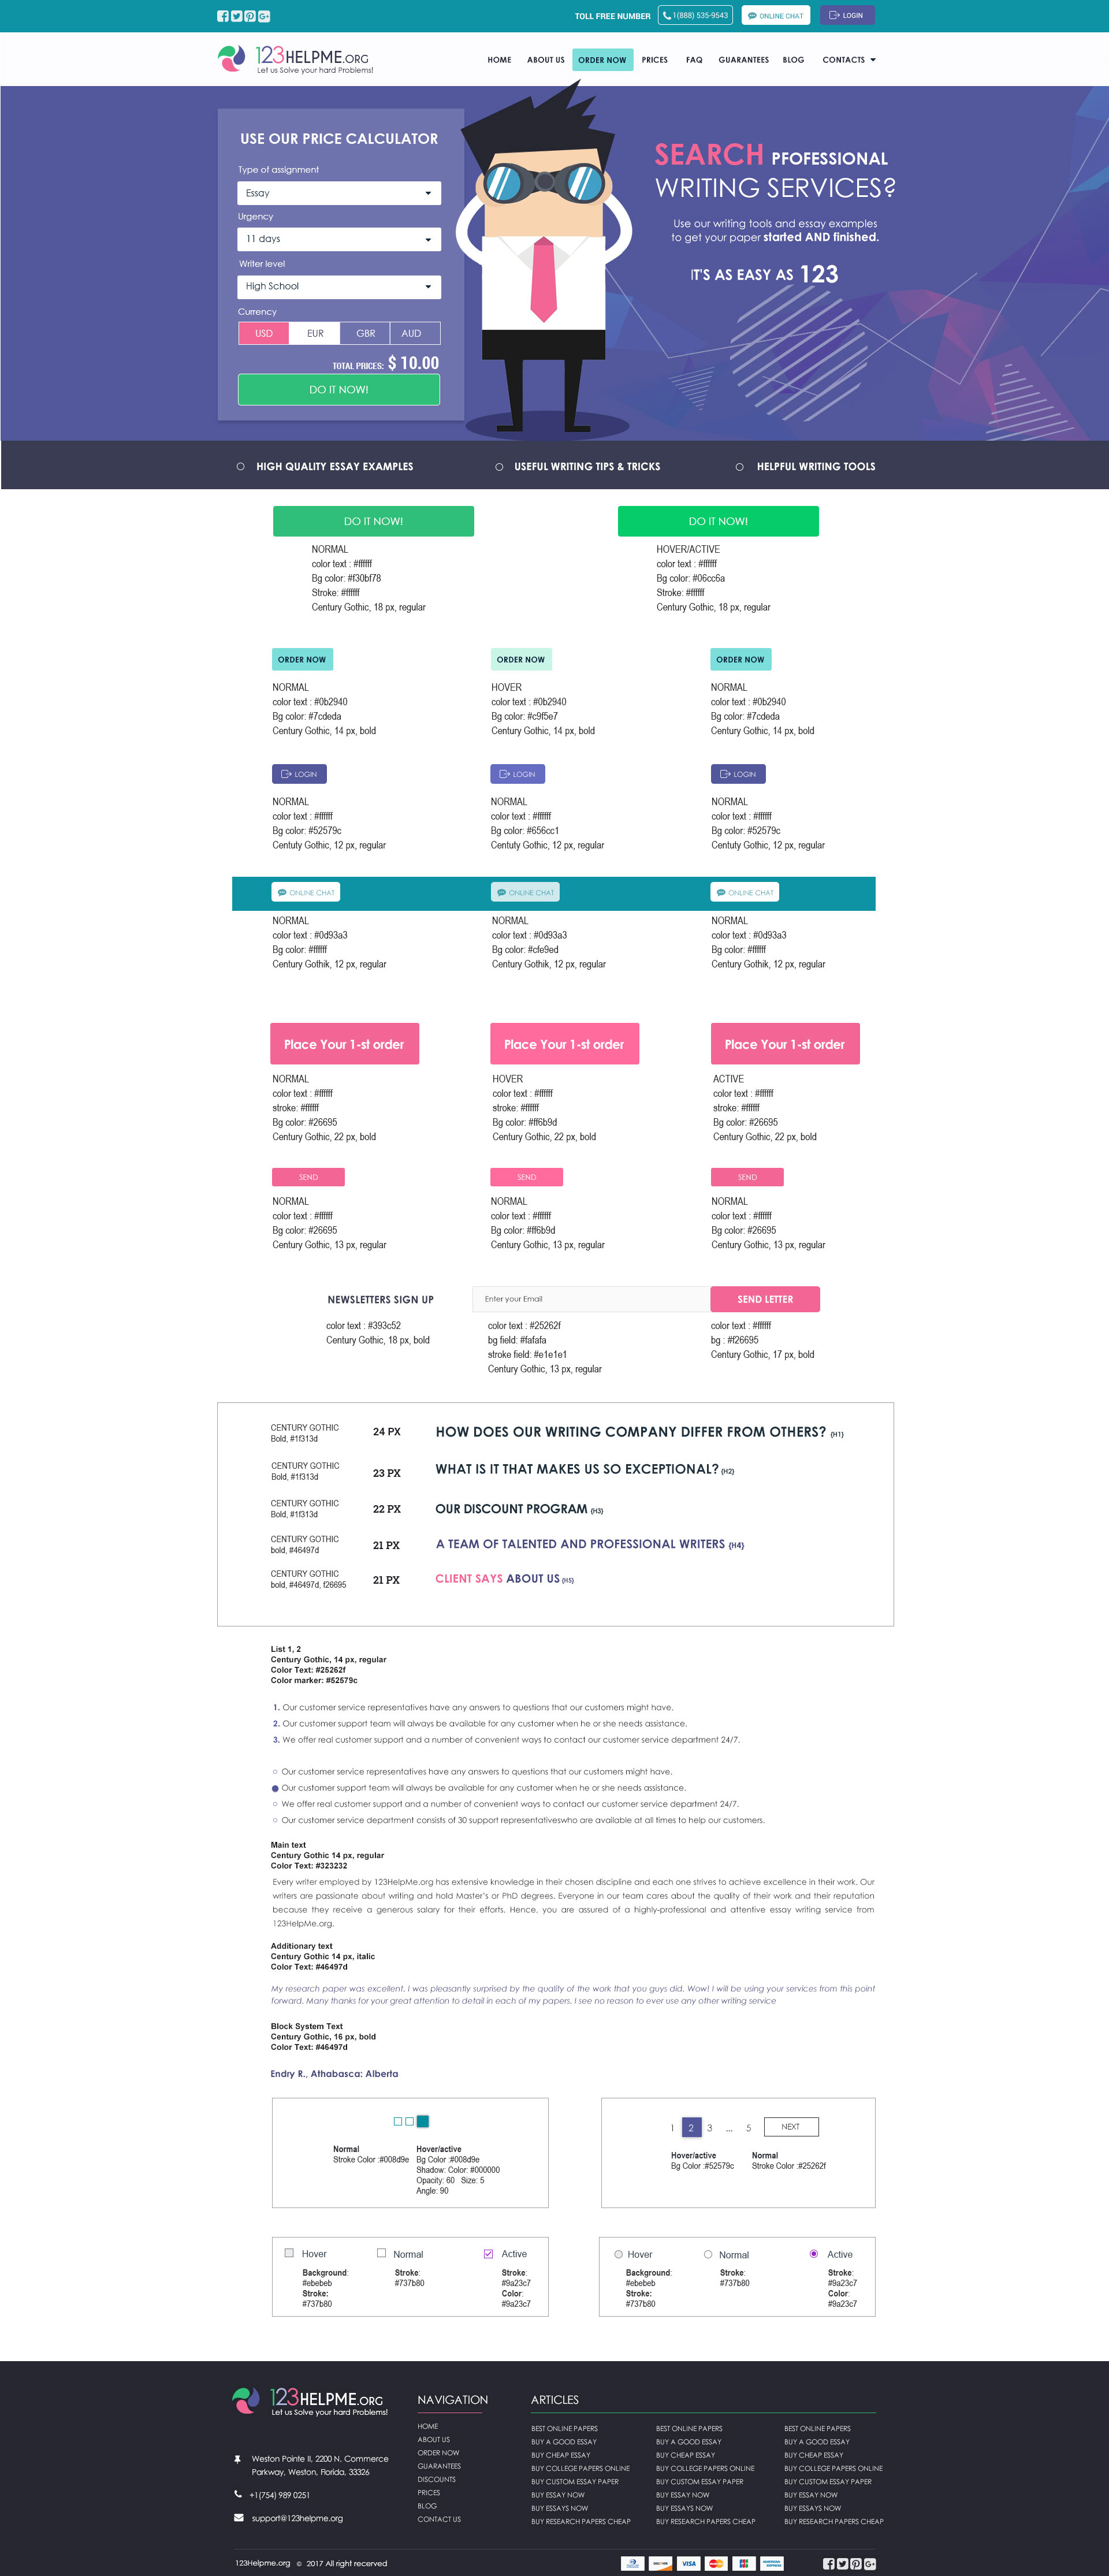 TOLL FREE NUMBER 1(888) 535-9543 ONLINE CHAT LOGIN
123HELPME.ORG
Let us Solve your hard Problems!
HOME ABOUT US ORDER NOW PRICES FAQ GUARANTEES BLOG CONTACTS
USE OUR PRICE CALCULATOR
Type of assignment
Essay
Urgency
11 days
Writer level
High School
Currency
USD EUR GBR AUD
TOTAL PRICES: $ 10.00
DO IT NOW!
SEARCH PFOFESSIONAL
WRITING SERVICES?
Use our writing tools and essay examples
to get your paper started AND finished.
IT'S AS EASY AS 123
HIGH QUALITY ESSAY EXAMPLES USEFUL WRITING TIPS & TRICKS HELPFUL WRITING TOOLS
DO IT NOW! DO IT NOW!
NORMAL HOVER/ACTIVE
color text : #ffffff color text : #ffffff
Bg color: #f30bf78 Bg color: #06cc6a
Stroke: #ffffff Stroke: #ffffff
Century Gothic, 18 px, regular Century Gothic, 18 px, regular
ORDER NOW ORDER NOW ORDER NOW
NORMAL HOVER NORMAL
color text : #0b2940 color text : #0b2940 color text : #0b2940
Bg color: #7cdeda Bg color: #c9f5e7 Bg color: #7cdeda
Century Gothic, 14 px, bold Century Gothic, 14 px, bold Century Gothic, 14 px, bold
LOGIN LOGIN LOGIN
NORMAL NORMAL NORMAL
color text : #ffffff color text : #ffffff color text : #ffffff
Bg color: #52579c Bg color: #656cc1 Bg color: #52579c
Centuty Gothic, 12 px, regular Centuty Gothic, 12 px, regular Centuty Gothic, 12 px, regular
ONLINE CHAT ONLINE CHAT ONLINE CHAT
NORMAL NORMAL NORMAL
color text : #0d93a3 color text : #0d93a3 color text : #0d93a3
Bg color: #ffffff Bg color: #cfe9ed Bg color: #ffffff
Century Gothik, 12 px, regular Century Gothik, 12 px, regular Century Gothik, 12 px, regular
Place Your 1-st order Place Your 1-st order Place Your 1-st order
NORMAL HOVER ACTIVE
color text : #ffffff color text : #ffffff color text : #ffffff
stroke: #ffffff stroke: #ffffff stroke: #ffffff
Bg color: #26695 Bg color: #ff6b9d Bg color: #26695
Century Gothic, 22 px, bold Century Gothic, 22 px, bold Century Gothic, 22 px, bold
SEND SEND SEND
NORMAL NORMAL NORMAL
color text : #ffffff color text : #ffffff color text : #ffffff
Bg color: #26695 Bg color: #ff6b9d Bg color: #26695
Century Gothic, 13 px, regular Century Gothic, 13 px, regular Century Gothic, 13 px, regular
NEWSLETTERS SIGN UP Enter your Email SEND LETTER
color text : #393c52 color text : #25262f color text : #ffffff
Century Gothic, 18 px, bold bg field: #fafafa bg : #f26695
stroke field: #e1e1e1 Century Gothic, 17 px, bold
Century Gothic, 13 px, regular
CENTURY GOTHIC
Bold, #1f313d
24 PX HOW DOES OUR WRITING COMPANY DIFFER FROM OTHERS? {H1}
CENTURY GOTHIC
Bold, #1f313d
23 PX WHAT IS IT THAT MAKES US SO EXCEPTIONAL? {H2}
CENTURY GOTHIC
Bold, #1f313d
22 PX OUR DISCOUNT PROGRAM {H3}
CENTURY GOTHIC
bold, #46497d
21 PX A TEAM OF TALENTED AND PROFESSIONAL WRITERS {H4}
CENTURY GOTHIC
bold, #46497d, f26695
21 PX CLIENT SAYS ABOUT US {H5}
List 1, 2
Century Gothic, 14 px, regular
Color Text: #25262f
Color marker: #52579c
1. Our customer service representatives have any answers to questions that our customers might have.
2. Our customer support team will always be available for any customer when he or she needs assistance.
3. We offer real customer support and a number of convenient ways to contact our customer service department 24/7.
Our customer service representatives have any answers to questions that our customers might have.
Our customer support team will always be available for any customer when he or she needs assistance.
We offer real customer support and a number of convenient ways to contact our customer service department 24/7.
Our customer service department consists of 30 support representativeswho are available at all times to help our customers.
Main text
Century Gothic 14 px, regular
Color Text: #323232
Every writer employed by 123HelpMe.org has extensive knowledge in their chosen discipline and each one strives to achieve excellence in their work. Our
writers are passionate about writing and hold Master's or PhD degrees. Everyone in our team cares about the quality of their work and their reputation
because they receive a generous salary for their efforts. Hence, you are assured of a highly-professional and attentive essay writing service from
123HelpMe.org.
Additionary text
Century Gothic 14 px, italic
Color Text: #46497d
My research paper was excellent. I was pleasantly surprised by the quality of the work that you guys did. Wow! I will be using your services from this point
forward. Many thanks for your great attention to detail in each of my papers. I see no reason to ever use any other writing service
Block System Text
Century Gothic, 16 px, bold
Color Text: #46497d
Endry R., Athabasca: Alberta
Normal Hover/active
Stroke Color :#008d9e Bg Color :#008d9e
Shadow: Color: #000000
Opacity: 60 Size: 5
Angle: 90
1 2 3 ... 5 NEXT
Hover/active Normal
Bg Color :#52579c Stroke Color :#25262f
Hover Normal Active
Background: Stroke: Stroke:
#ebebeb #737b80 #9a23c7
Stroke: Color:
#737b80 #9a23c7
Hover Normal Active
Background: Stroke: Stroke:
#ebebeb #737b80 #9a23c7
Stroke: Color:
#737b80 #9a23c7
123HELPME.ORG
Let us Solve your hard Problems!
Weston Pointe II, 2200 N. Commerce
Parkway, Weston, Florida, 33326
+1(754) 989 0251
support@123helpme.org
NAVIGATION
HOME
ABOUT US
ORDER NOW
GUARANTEES
DISCOUNTS
PRICES
BLOG
CONTACT US
ARTICLES
BEST ONLINE PAPERS BEST ONLINE PAPERS BEST ONLINE PAPERS
BUY A GOOD ESSAY BUY A GOOD ESSAY BUY A GOOD ESSAY
BUY CHEAP ESSAY BUY CHEAP ESSAY BUY CHEAP ESSAY
BUY COLLEGE PAPERS ONLINE BUY COLLEGE PAPERS ONLINE BUY COLLEGE PAPERS ONLINE
BUY CUSTOM ESSAY PAPER BUY CUSTOM ESSAY PAPER BUY CUSTOM ESSAY PAPER
BUY ESSAY NOW BUY ESSAY NOW BUY ESSAY NOW
BUY ESSAYS NOW BUY ESSAYS NOW BUY ESSAYS NOW
BUY RESEARCH PAPERS CHEAP BUY RESEARCH PAPERS CHEAP BUY RESEARCH PAPERS CHEAP
123Helpme.org © 2017 All right recerved
VISA